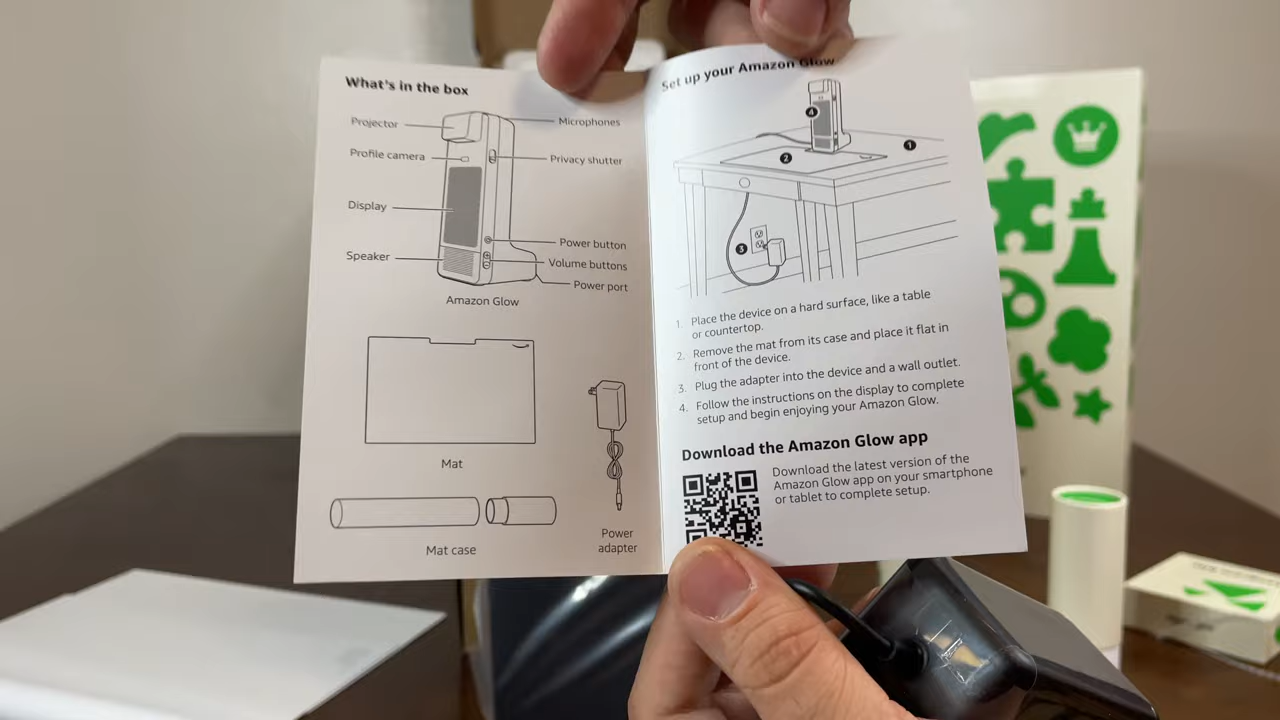 What's in the box
Projector
Microphones
Profile camera
Privacy shutter
Display
Power button
Speaker
Volume buttons
Power port
Amazon Glow
Mat
Mat case
Power
adapter
Set up your Amazon Glow
4
1
2
3
1. Place the device on a hard surface, like a table
or countertop.
2. Remove the mat from its case and place it flat in
front of the device.
3. Plug the adapter into the device and a wall outlet.
4. Follow the instructions on the display to complete
setup and begin enjoying your Amazon Glow.
Download the Amazon Glow app
Download the latest version of the
Amazon Glow app on your smartphone
or tablet to complete setup.